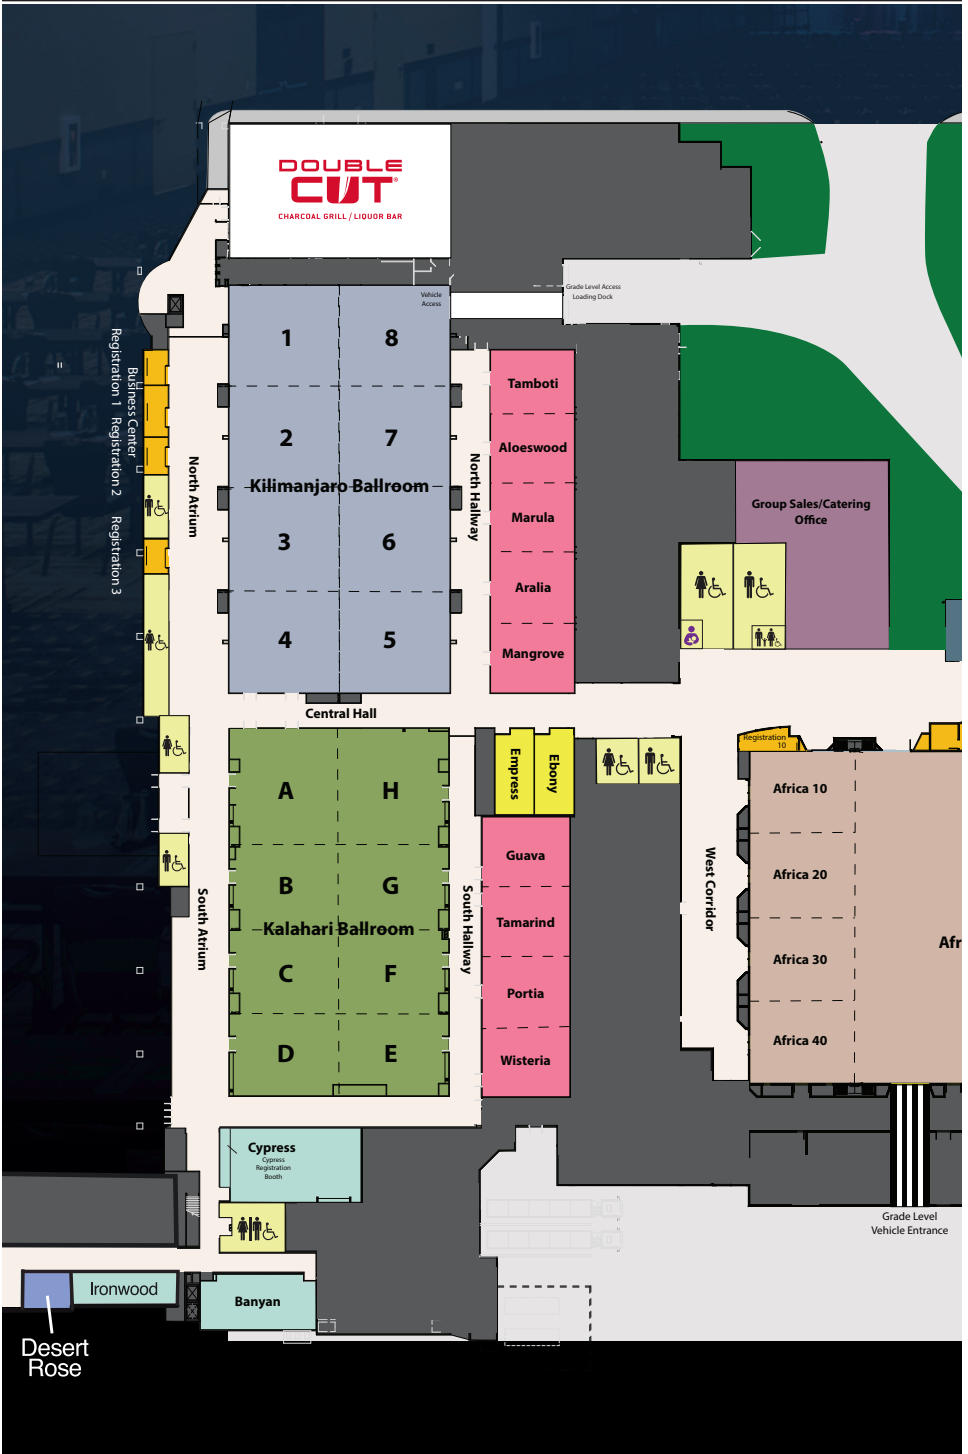 DOUBLE
CUT®
CHARCOAL GRILL / LIQUOR BAR
Vehicle
Access
Grade Level Access
Loading Dock
1
8
2
7
Kilimanjaro Ballroom
3
6
4
5
Business Center
Registration 1
Registration 2
Registration 3
North Atrium
North Hallway
Tamboti
Aloeswood
Marula
Aralia
Mangrove
Group Sales/Catering
Office
Central Hall
A
H
B
G
Kalahari Ballroom
C
F
D
E
South Atrium
South Hallway
Empress
Ebony
Guava
Tamarind
Portia
Wisteria
West Corridor
Registration
10
Africa 10
Africa 20
Africa 30
Africa 40
Afr
Cypress
Cypress
Registration
Booth
Grade Level
Vehicle Entrance
Ironwood
Banyan
Desert
Rose